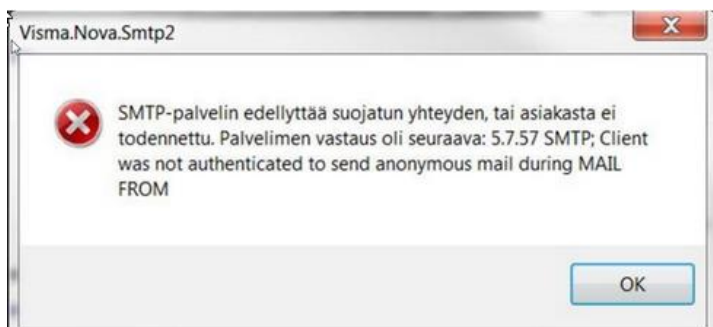 Visma.Nova.Smtp2
SMTP-palvelin edellyttää suojatun yhteyden, tai asiakasta ei
todennettu. Palvelimen vastaus oli seuraava: 5.7.57 SMTP; Client
was not authenticated to send anonymous mail during MAIL
FROM
OK